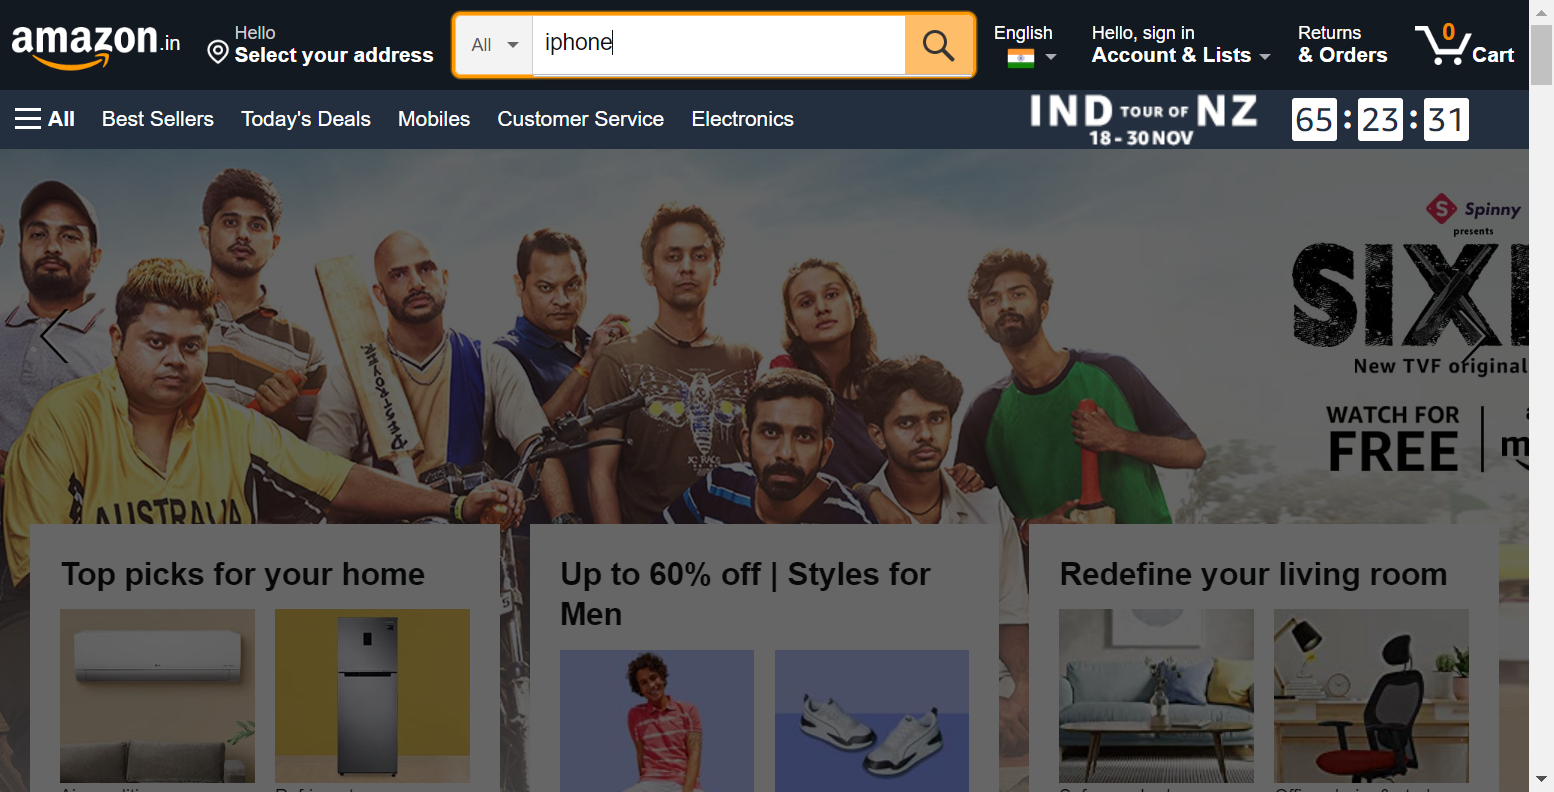 amazon.in
Hello
Select your address
All
iphone
English
Hello, sign in
Account & Lists
Returns
& Orders
0
Cart
All
Best Sellers
Today's Deals
Mobiles
Customer Service
Electronics
IND TOUR OF NZ
18 - 30 NOV
65 : 23 : 31
S Spinny
presents
SIX
New TVF original
WATCH FOR
FREE
AUSTRALIA
Top picks for your home
Up to 60% off | Styles for
Men
Redefine your living room